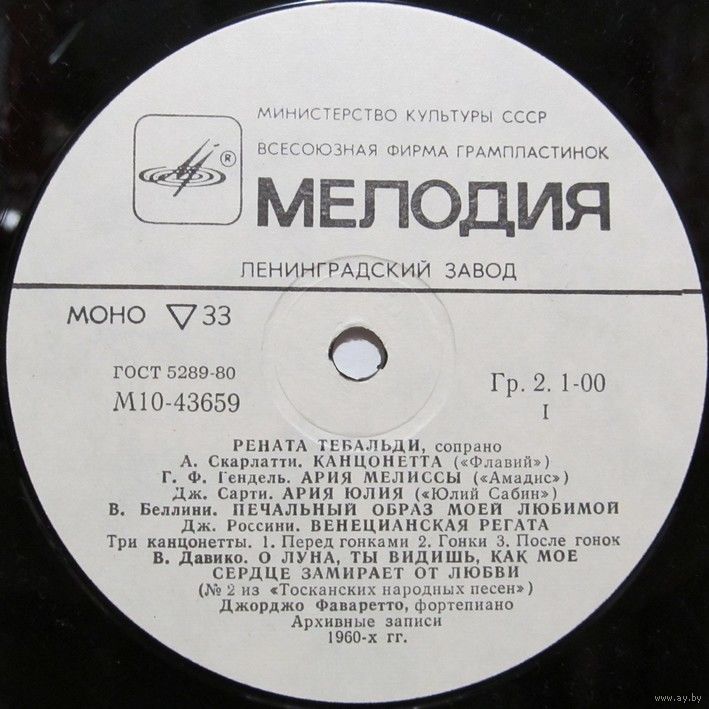 МИНИСТЕРСТВО КУЛЬТУРЫ СССР
ВСЕСОЮЗНАЯ ФИРМА ГРАМПЛАСТИНОК
®
МЕЛОДИЯ
ЛЕНИНГРАДСКИЙ ЗАВОД
МОНО ▽ 33
ГОСТ 5289-80
М10-43659
Гр. 2. 1-00
I
РЕНАТА ТЕБАЛЬДИ, сопрано
А. Скарлатти. КАНЦОНЕТТА («Флавий»)
Г. Ф. Гендель. АРИЯ МЕЛИССЫ («Амадис»)
Дж. Сарти. АРИЯ ЮЛИЯ («Юлий Сабин»)
В. Беллини. ПЕЧАЛЬНЫЙ ОБРАЗ МОЕЙ ЛЮБИМОЙ
Дж. Россини. ВЕНЕЦИАНСКАЯ РЕГАТА
Три канцонетты. 1. Перед гонками 2. Гонки 3. После гонок
В. Давико. О ЛУНА, ТЫ ВИДИШЬ, КАК МОЕ
СЕРДЦЕ ЗАМИРАЕТ ОТ ЛЮБВИ
(№ 2 из «Тосканских народных песен»)
Джорджо Фаваретто, фортепиано
Архивные записи
1960-х гг.
www.ay.by